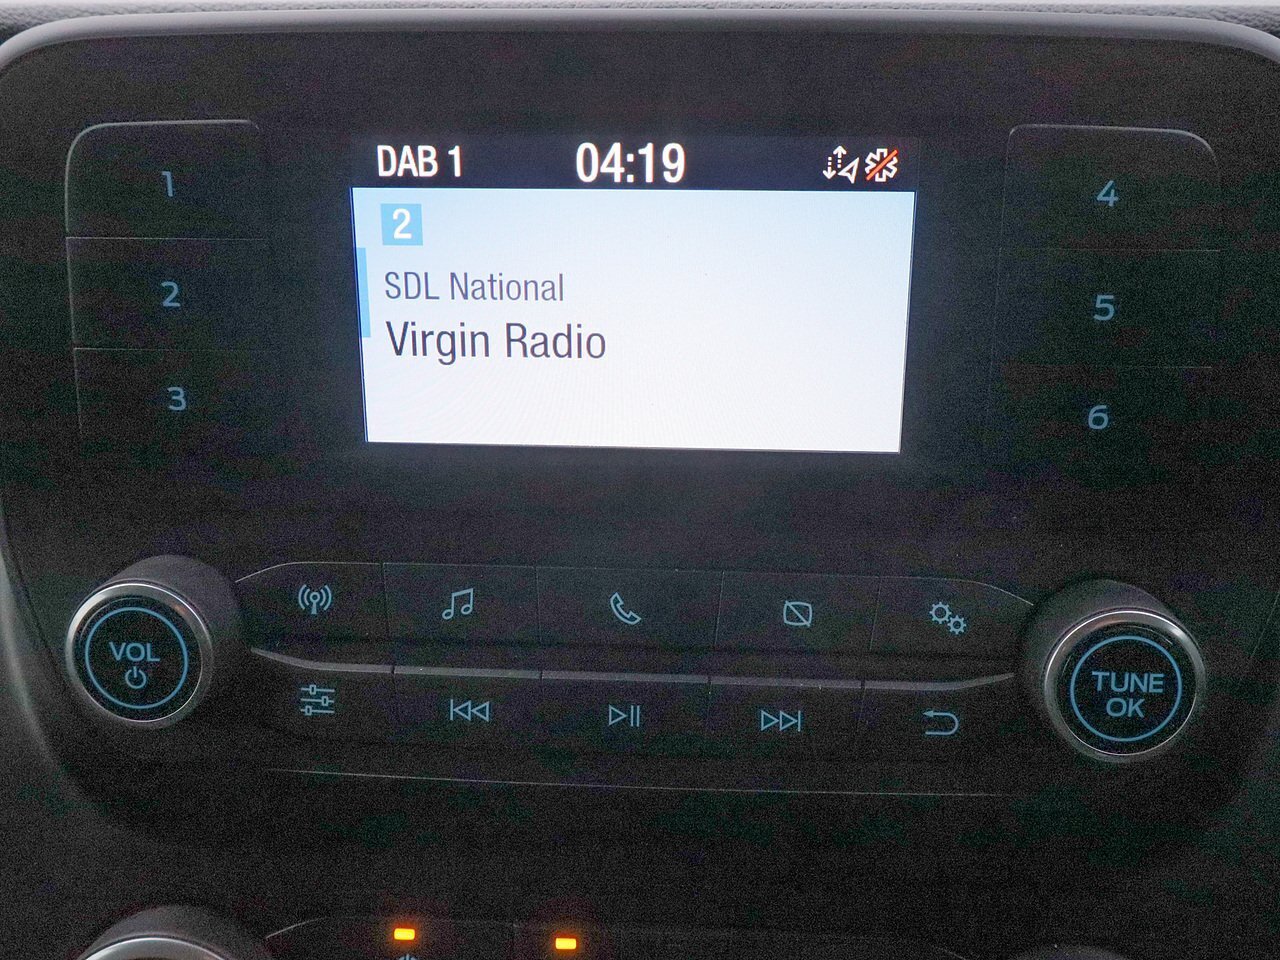 DAB 1 04:19
2
SDL National
Virgin Radio
1
2
3
4
5
6
VOL
TUNE
OK